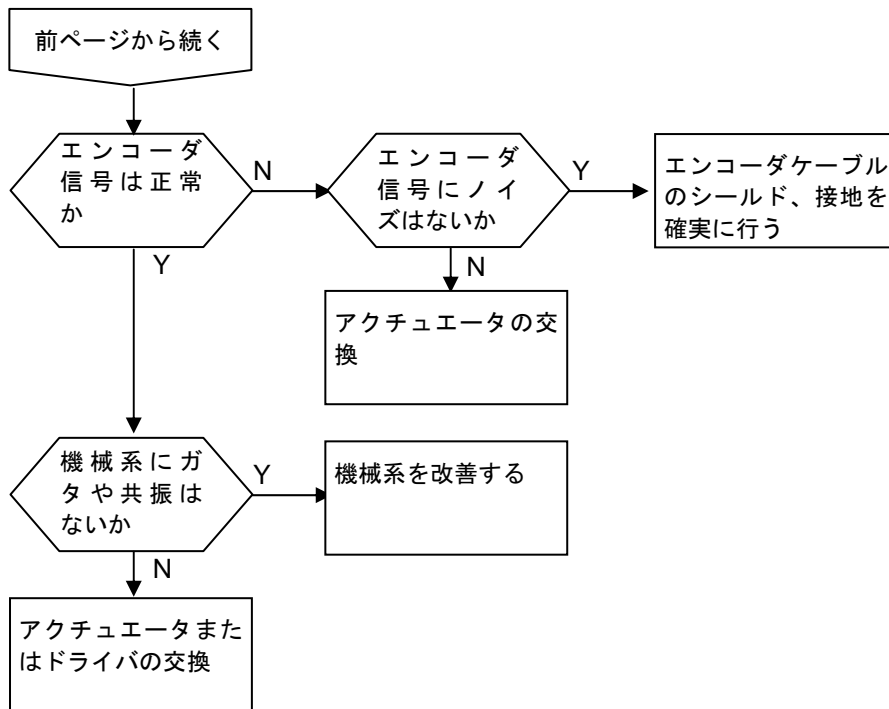 前ページから続く
エンコーダ
信号は正常
か
N
エンコーダ
信号にノイ
ズはないか
Y
エンコーダケーブル
のシールド、接地を
確実に行う
Y
N
アクチュエータの交
換
機械系にガ
タや共振は
ないか
Y
機械系を改善する
N
アクチュエータまた
はドライバの交換